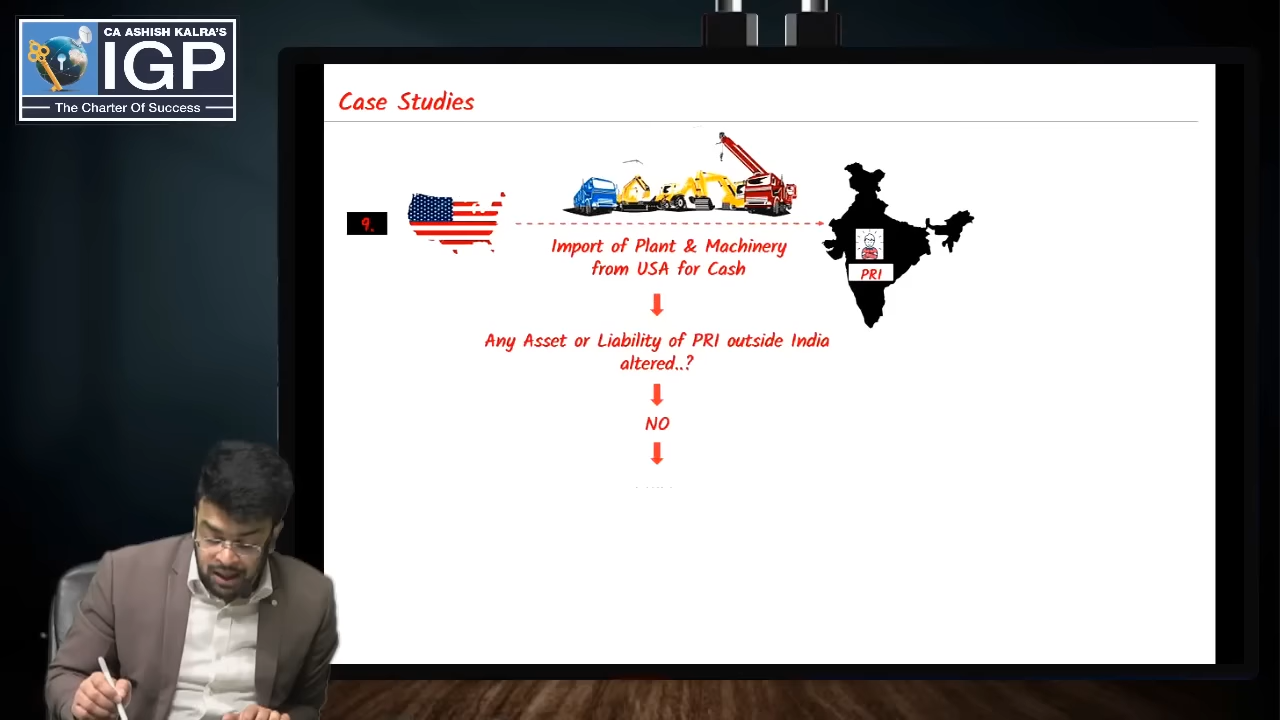 CA ASHISH KALRA'S
IGP
The Charter Of Success
Case Studies
9.
Import of Plant & Machinery
from USA for Cash
PRI
Any Asset or Liability of PRI outside India
altered..?
NO